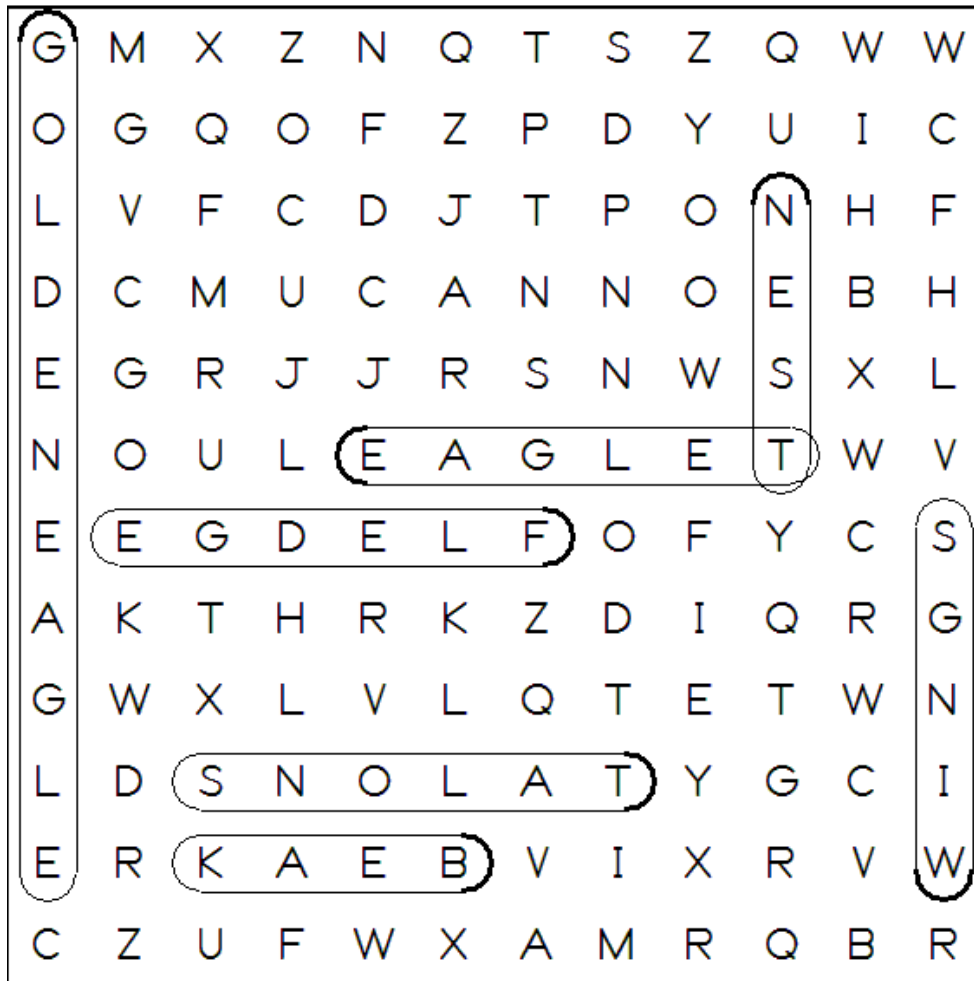 G M X Z N Q T S Z Q W W
O G Q O F Z P D Y U I C
L V F C D J T P O N H F
D C M U C A N N O E B H
E G R J J R S N W S X L
N O U L E A G L E T W V
E E G D E L F O F Y C S
A K T H R K Z D I Q R G
G W X L V L Q T E T W N
L D S N O L A T Y G C I
E R K A E B V I X R V W
C Z U F W X A M R Q B R